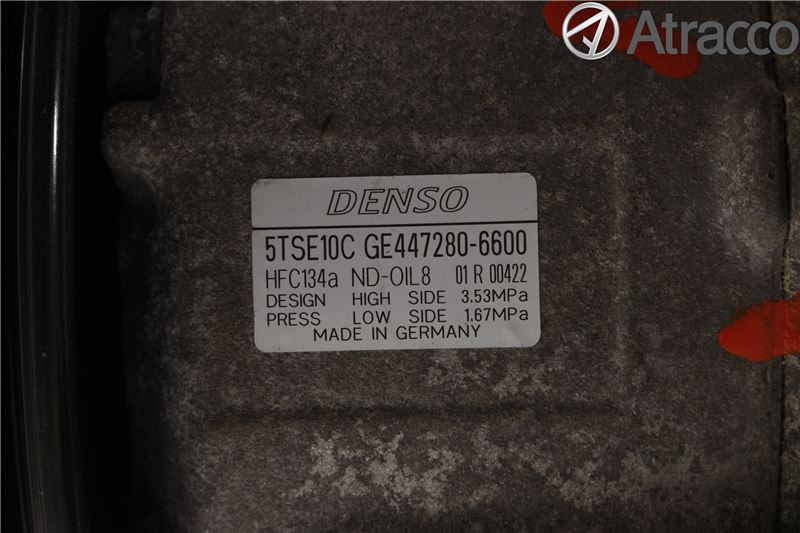 Atracco
DENSO
5TSE10C GE447280-6600
HFC134a ND-OIL8 01 R 00422
DESIGN HIGH SIDE 3.53MPa
PRESS LOW SIDE 1.67MPa
MADE IN GERMANY